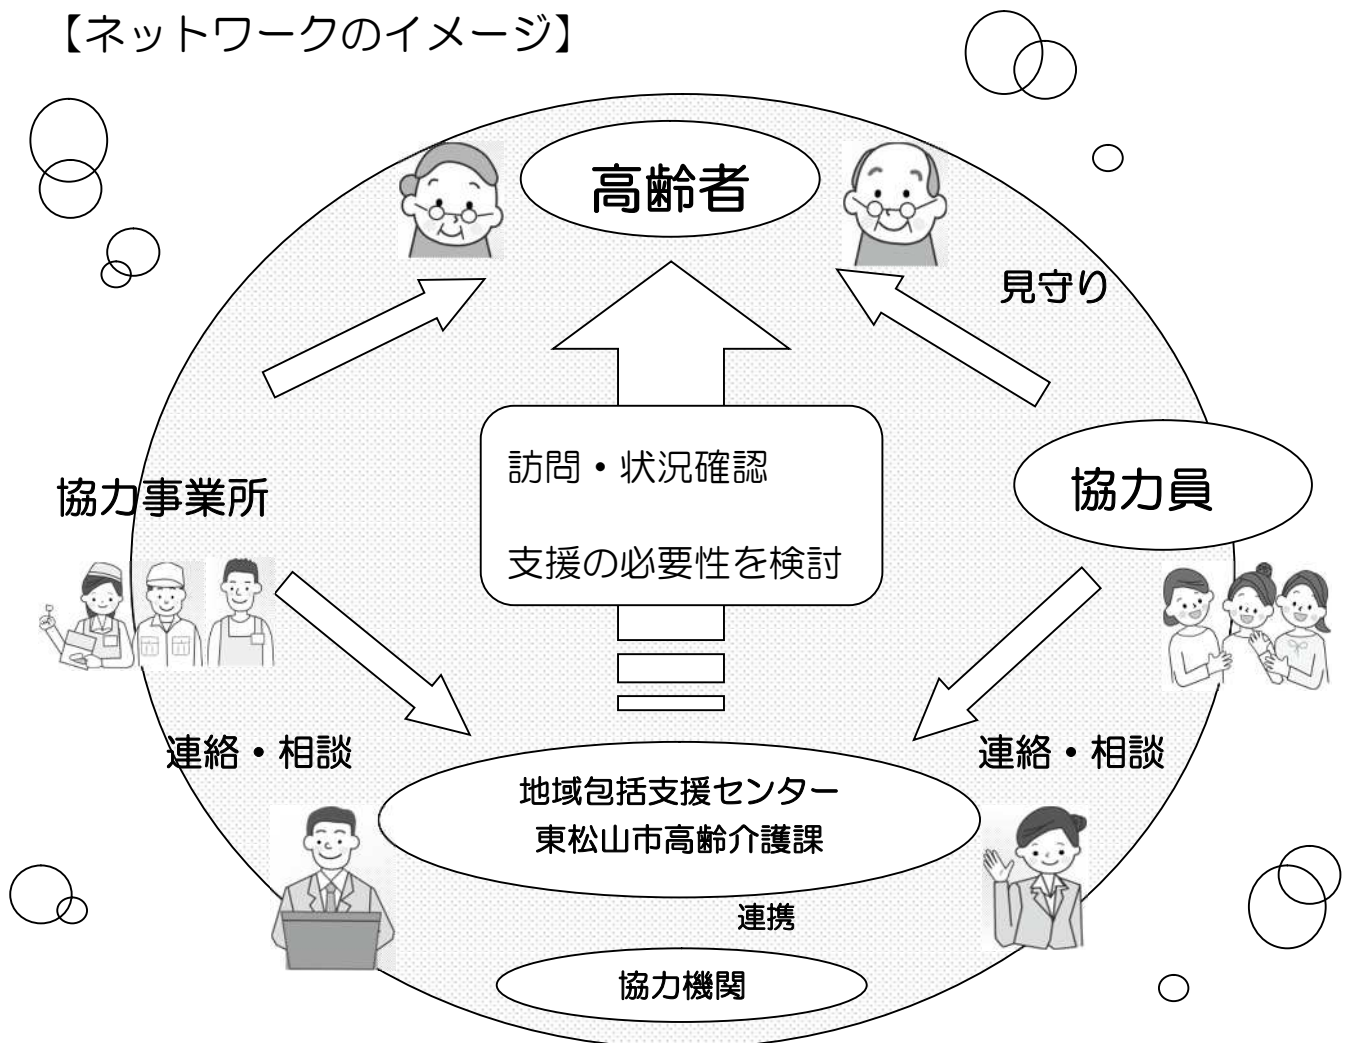 【ネットワークのイメージ】
高齢者
見守り
訪問・状況確認
支援の必要性を検討
協力事業所
協力員
連絡・相談
連絡・相談
地域包括支援センター
東松山市高齢介護課
連携
協力機関